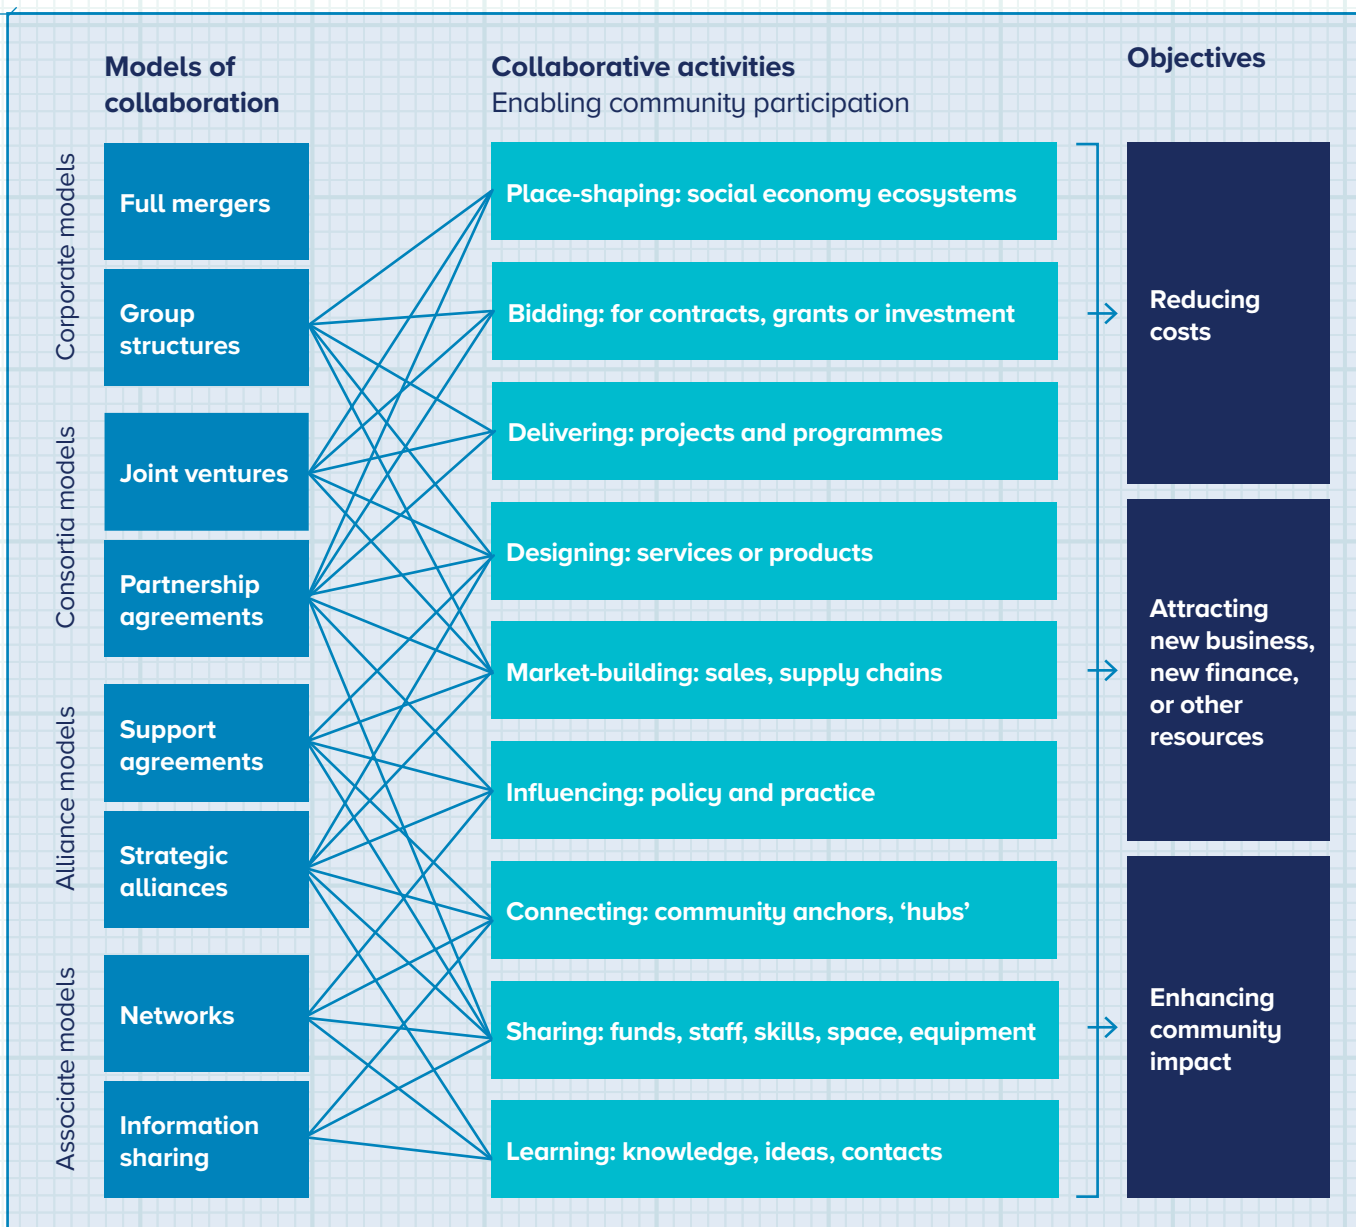 Models of
collaboration
Collaborative activities
Enabling community participation
Objectives
Corporate models
Full mergers
Group
structures
Consortia models
Joint ventures
Partnership
agreements
Alliance models
Support
agreements
Strategic
alliances
Associate models
Networks
Information
sharing
Place-shaping: social economy ecosystems
Bidding: for contracts, grants or investment
Delivering: projects and programmes
Designing: services or products
Market-building: sales, supply chains
Influencing: policy and practice
Connecting: community anchors, ‘hubs’
Sharing: funds, staff, skills, space, equipment
Learning: knowledge, ideas, contacts
Reducing
costs
Attracting
new business,
new finance,
or other
resources
Enhancing
community
impact